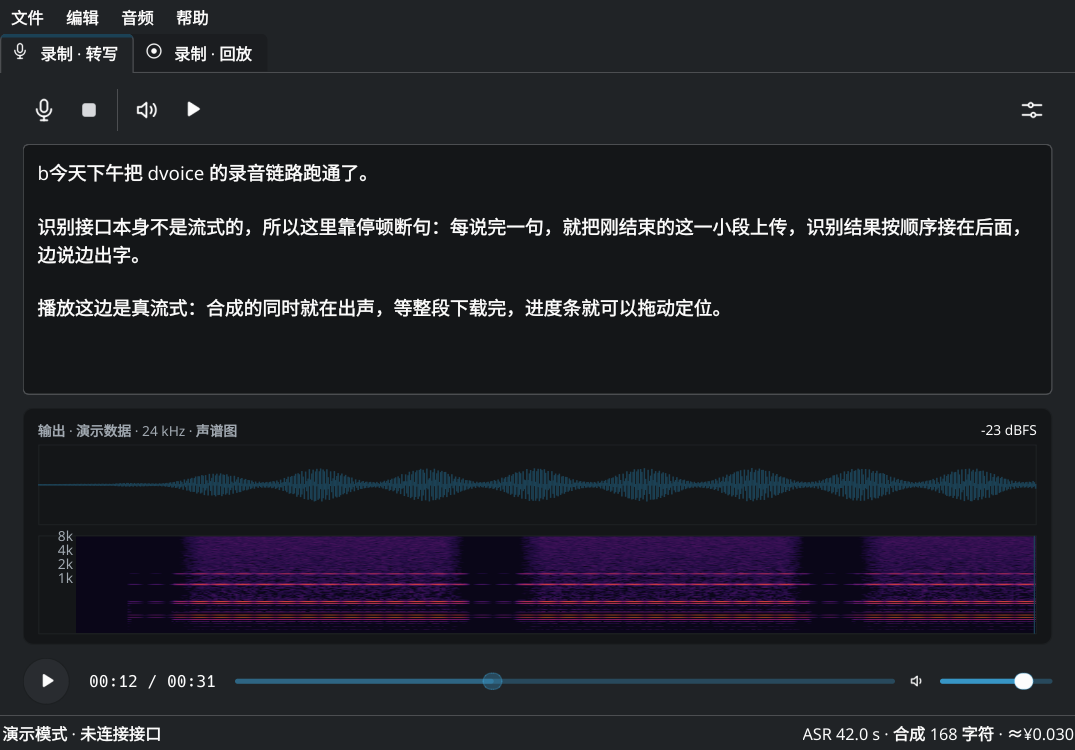 文件 编辑 音频 帮助
录制 · 转写 录制 · 回放
b今天下午把 dvoice 的录音链路跑通了。
识别接口本身不是流式的，所以这里靠停顿断句：每说完一句，就把刚结束的这一小段上传，识别结果按顺序接在后面，
边说边出字。
播放这边是真流式：合成的同时就在出声，等整段下载完，进度条就可以拖动定位。
输出 · 演示数据 · 24 kHz · 声谱图 -23 dBFS
8k
4k
2k
1k
00:12 / 00:31
演示模式 · 未连接接口 ASR 42.0 s · 合成 168 字符 · ≈¥0.030